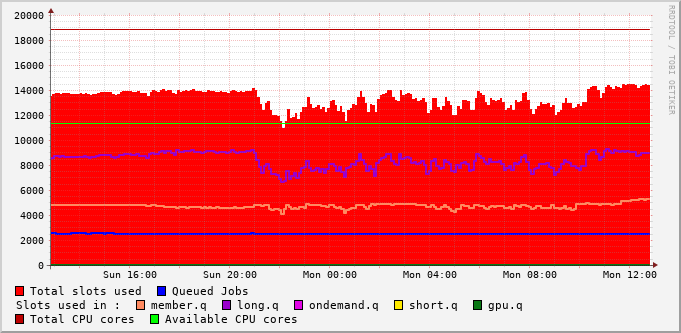 RRDTOOL / TOBI OETIKER
20000
18000
16000
14000
12000
10000
8000
6000
4000
2000
0
Sun 16:00 Sun 20:00 Mon 00:00 Mon 04:00 Mon 08:00 Mon 12:00
Total slots used Queued Jobs
Slots used in : member.q long.q ondemand.q short.q gpu.q
Total CPU cores Available CPU cores